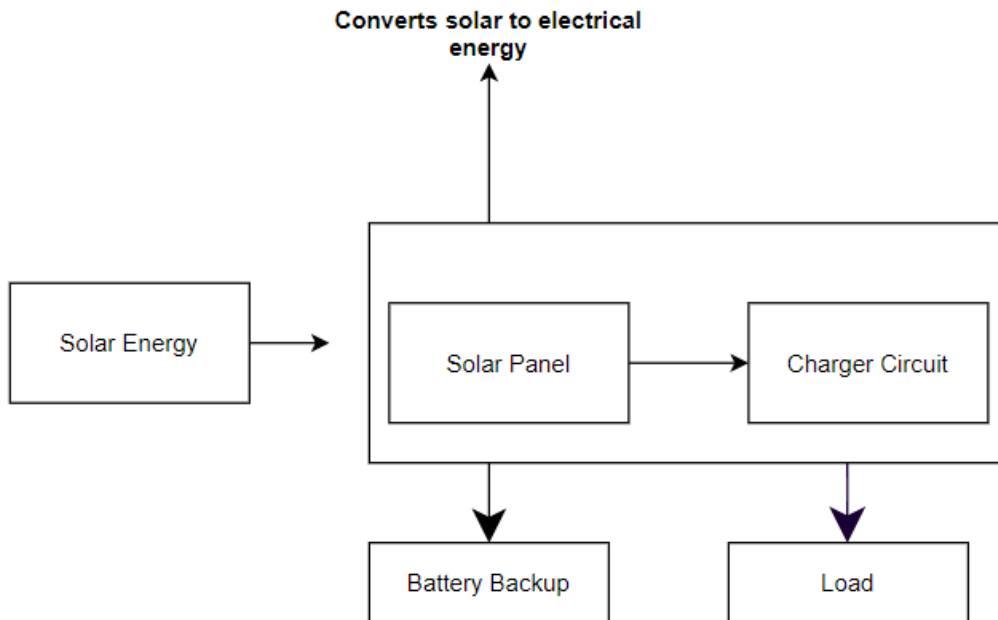 Converts solar to electrical
energy
Solar Energy
Solar Panel
Charger Circuit
Battery Backup
Load